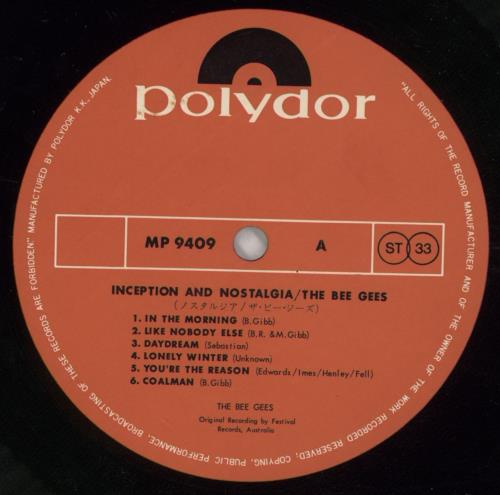 polydor
MP 9409
A
ST 33
INCEPTION AND NOSTALGIA/THE BEE GEES
(ノスタルジア/ザ・ビー・ジーズ)
1. IN THE MORNING (B.Gibb)
2. LIKE NOBODY ELSE (B.R. &M.Gibb)
3. DAYDREAM (Sebastian)
4. LONELY WINTER (Unknown)
5. YOU'RE THE REASON (Edwards/Imes/Henley/Fell)
6. COALMAN (B.Gibb)
THE BEE GEES
Original Recording by Festival
Records, Australia
"ALL RIGHTS OF THE RECORD MANUFACTURER AND OF THE OWNER OF THE WORK RECORDED RESERVED, COPYING, PUBLIC PERFORMANCE, BROADCASTING OF THESE RECORDS ARE FORBIDDEN" MANUFACTURED BY POLYDOR K.K., JAPAN.